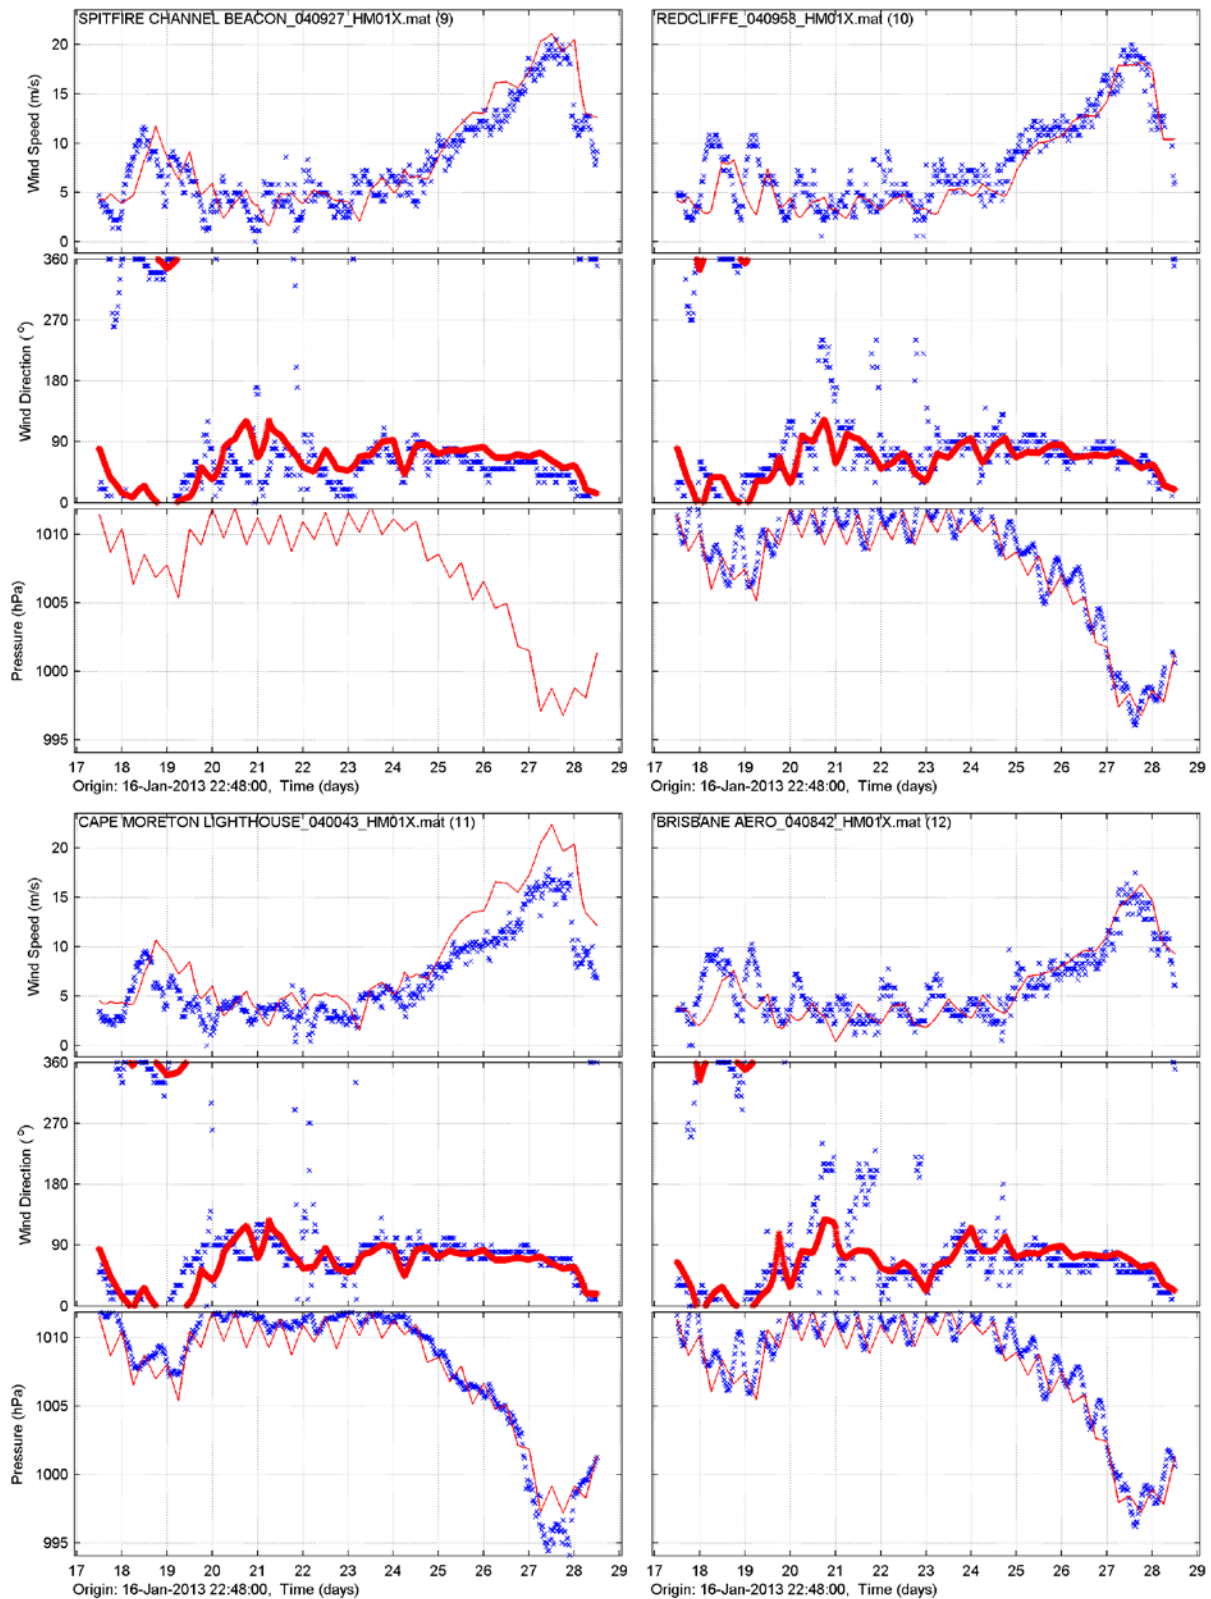 SPITFIRE CHANNEL BEACON_040927_HM01X.mat (9)
Wind Speed (m/s)
20
15
10
5
0
Wind Direction (°)
360
270
180
90
0
Pressure (hPa)
1010
1005
1000
995
17 18 19 20 21 22 23 24 25 26 27 28 29
Origin: 16-Jan-2013 22:48:00, Time (days)
REDCLIFFE_040958_HM01X.mat (10)
17 18 19 20 21 22 23 24 25 26 27 28 29
Origin: 16-Jan-2013 22:48:00, Time (days)
CAPE MORETON LIGHTHOUSE_040043_HM01X.mat (11)
Wind Speed (m/s)
20
15
10
5
0
Wind Direction (°)
360
270
180
90
0
Pressure (hPa)
1010
1005
1000
995
17 18 19 20 21 22 23 24 25 26 27 28 29
Origin: 16-Jan-2013 22:48:00, Time (days)
BRISBANE AERO_040842_HM01X.mat (12)
17 18 19 20 21 22 23 24 25 26 27 28 29
Origin: 16-Jan-2013 22:48:00, Time (days)